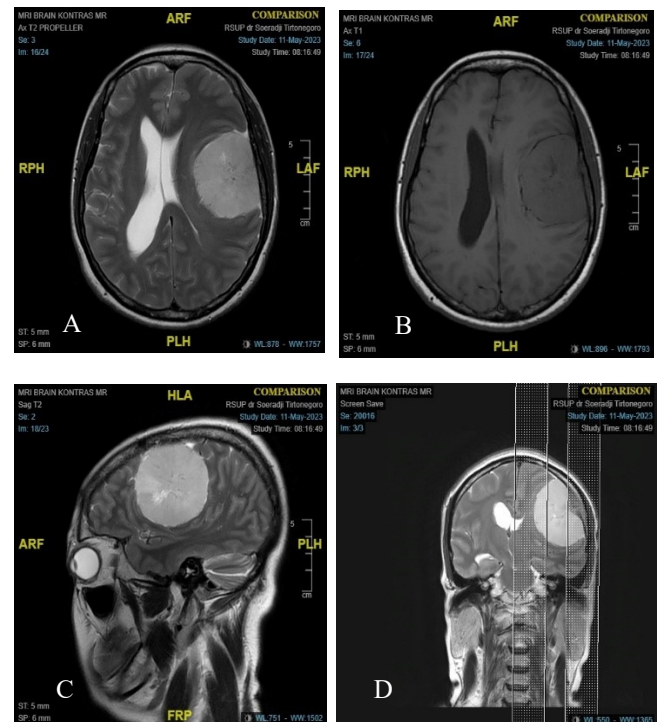 MRI BRAIN KONTRAS MR
Ax T2 PROPELLER
Se: 3
Im: 16/24
ARF
COMPARISON
RSUP dr Soeradji Tirtonegoro
Study Date: 11-May-2023
Study Time: 08:16:49
RPH
5
LAF
cm
A
ST: 5 mm
SP: 6 mm
PLH
WL:878 - WW:1757
MRI BRAIN KONTRAS MR
Ax T1
Se: 6
Im: 17/24
ARF
COMPARISON
RSUP dr Soeradji Tirtonegoro
Study Date: 11-May-2023
Study Time: 08:16:49
RPH
5
LAF
cm
B
ST: 5 mm
SP: 6 mm
PLH
WL:896 - WW:1793
MRI BRAIN KONTRAS MR
Sag T2
Se: 2
Im: 18/23
HLA
COMPARISON
RSUP dr Soeradji Tirtonegoro
Study Date: 11-May-2023
Study Time: 08:16:49
ARF
5
PLH
cm
C
ST: 5 mm
SP: 6 mm
FRP
WL:751 - WW:1502
MRI BRAIN KONTRAS MR
Screen Save
Se: 20016
Im: 3/3
COMPARISON
RSUP dr Soeradji Tirtonegoro
Study Date: 11-May-2023
Study Time: 08:16:49
D
WL:550 - WW:1365